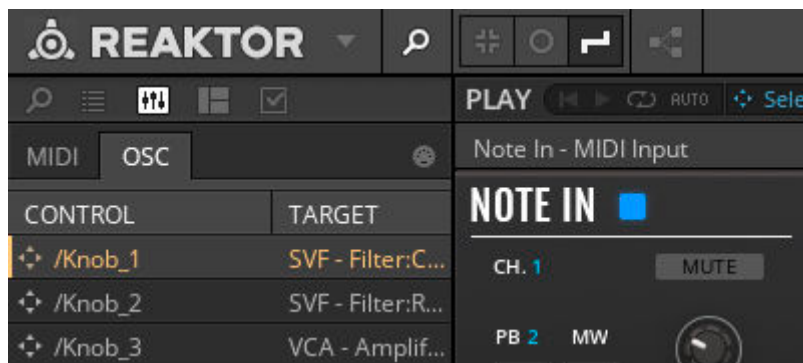 REAKTOR
PLAY AUTO Sele
MIDI OSC
Note In - MIDI Input
CONTROL TARGET
NOTE IN
/Knob_1 SVF - Filter:C...
CH. 1 MUTE
/Knob_2 SVF - Filter:R...
PB 2 MW
/Knob_3 VCA - Amplif...